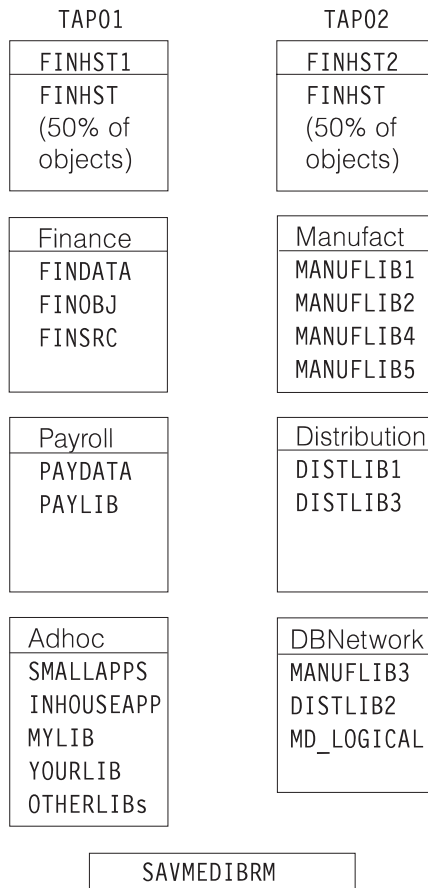 TAP01
FINHST1
FINHST
(50% of
objects)
Finance
FINDATA
FINOBJ
FINSRC
Payroll
PAYDATA
PAYLIB
Adhoc
SMALLAPPS
INHOUSEAPP
MYLIB
YOURLIB
OTHERLIBs
TAP02
FINHST2
FINHST
(50% of
objects)
Manufact
MANUFLIB1
MANUFLIB2
MANUFLIB4
MANUFLIB5
Distribution
DISTLIB1
DISTLIB3
DBNetwork
MANUFLIB3
DISTLIB2
MD_LOGICAL
SAVMEDIBRM